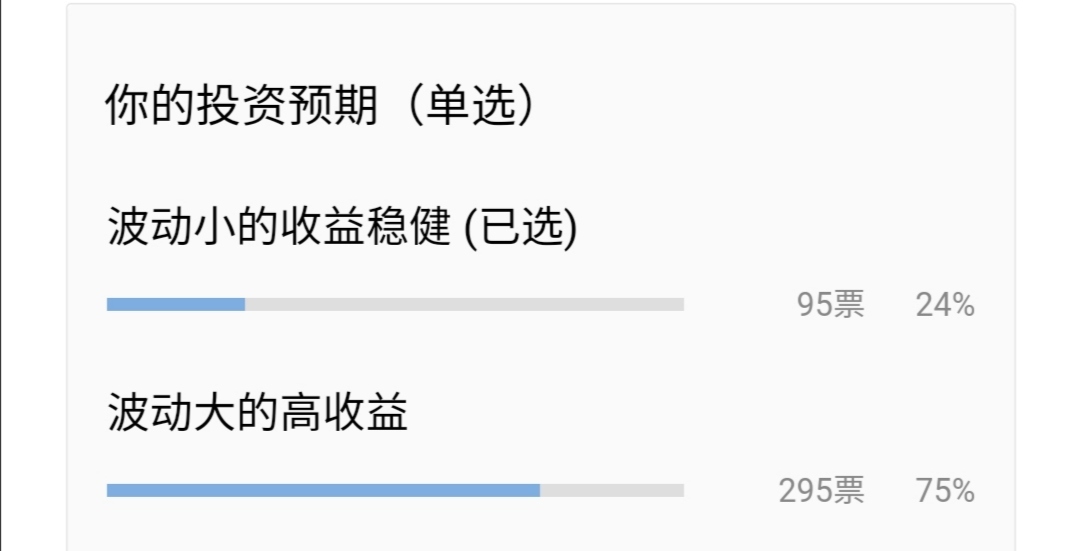 你的投资预期（单选）
波动小的收益稳健 (已选)
95票 24%
波动大的高收益
295票 75%